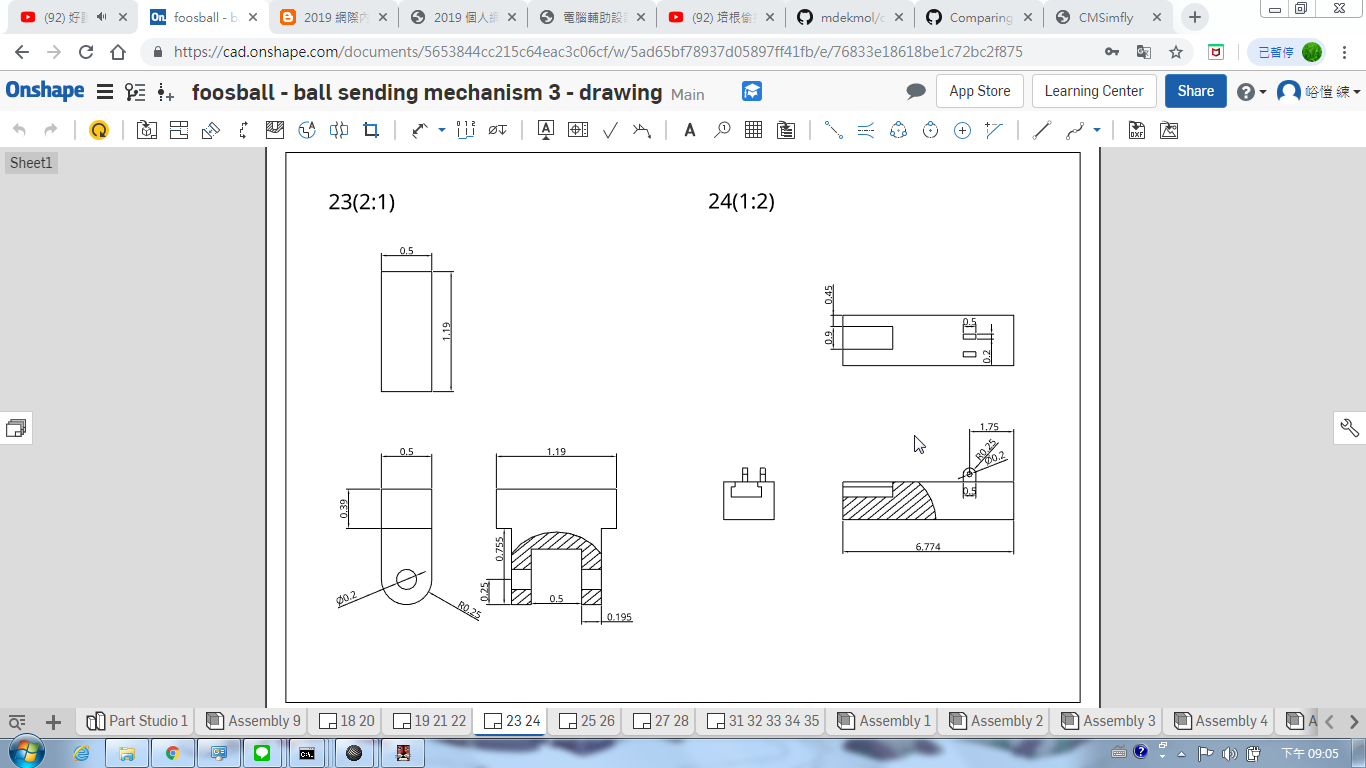 (92) 好
foosball - b
2019 網際內
2019 個人網
電腦輔助設
(92) 培根偷
mdekmol/c
Comparing
CMSimfly
https://cad.onshape.com/documents/5653844cc215c64eac3c06cf/w/5ad65bf78937d05897ff41fb/e/76833e18618be1c72bc2f875
已暫停
Onshape
foosball - ball sending mechanism 3 - drawing Main
App Store
Learning Center
Share
峪愷 練
Sheet1
23(2:1)
24(1:2)
0.5
1.19
0.45
0.9
0.5
0.2
0.5
0.39
Ø0.2
R0.25
1.19
0.755
0.25
0.5
0.195
1.75
R0.25
Ø0.2
0.5
6.774
Part Studio 1
Assembly 9
18 20
19 21 22
23 24
25 26
27 28
31 32 33 34 35
Assembly 1
Assembly 2
Assembly 3
Assembly 4
A
下午 09:05